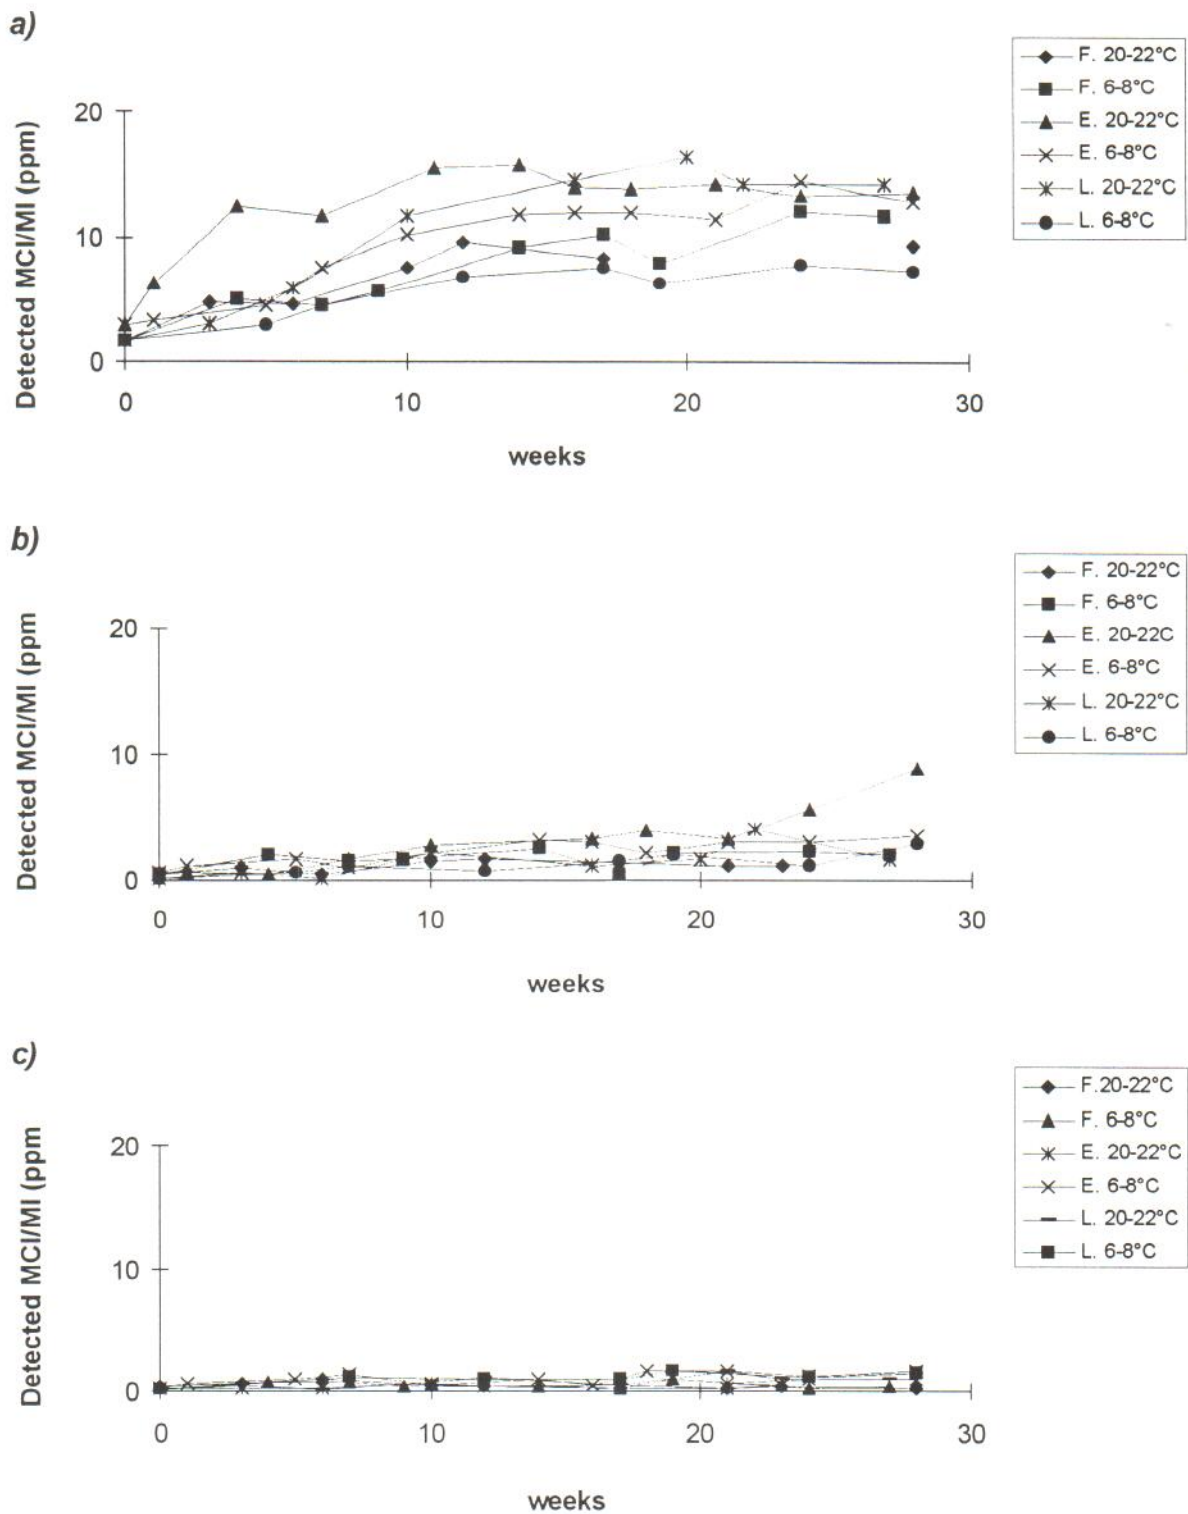 a)
Detected MCI/MI (ppm)
20
10
0
0 10 20 30
weeks
F. 20-22°C
F. 6-8°C
E. 20-22°C
E. 6-8°C
L. 20-22°C
L. 6-8°C
b)
Detected MCI/MI (ppm
20
10
0
0 10 20 30
weeks
F. 20-22°C
F. 6-8°C
E. 20-22C
E. 6-8°C
L. 20-22°C
L. 6-8°C
c)
Detected MCI/MI (ppm
20
10
0
0 10 20 30
weeks
F.20-22°C
F. 6-8°C
E. 20-22°C
E. 6-8°C
L. 20-22°C
L. 6-8°C